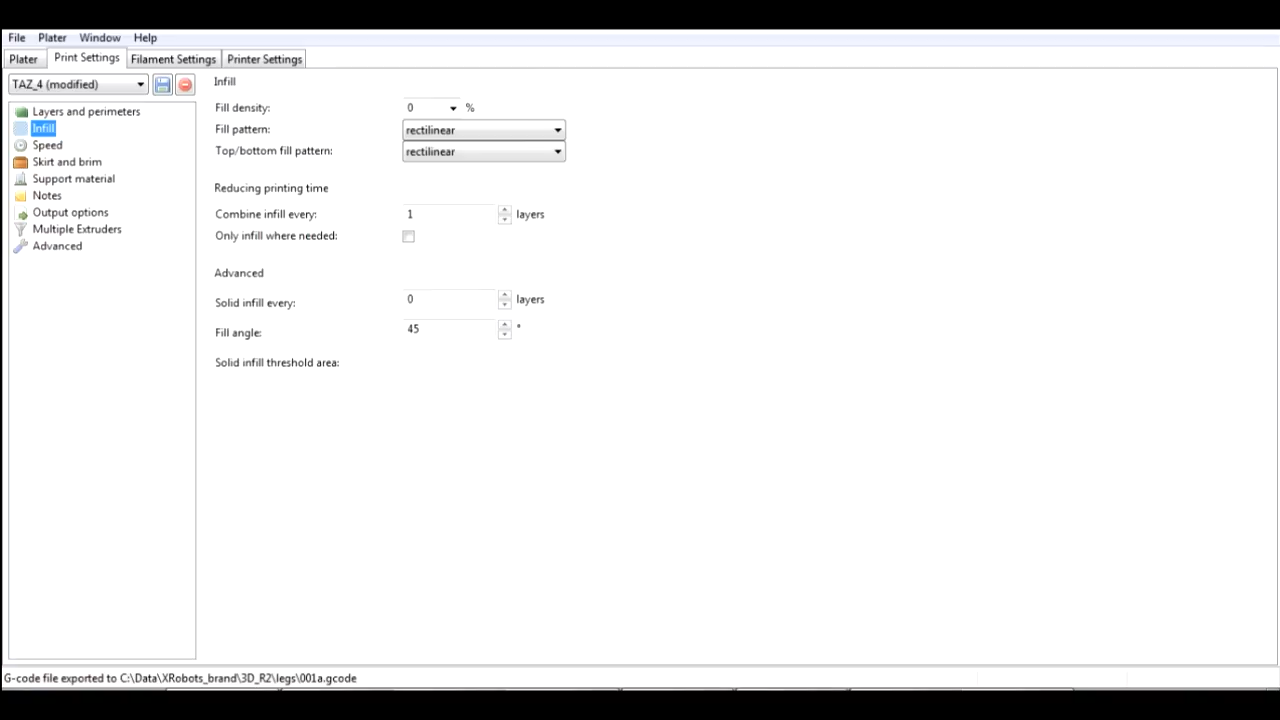 File Plater Window Help
Plater Print Settings Filament Settings Printer Settings
TAZ_4 (modified)
Layers and perimeters
Infill
Speed
Skirt and brim
Support material
Notes
Output options
Multiple Extruders
Advanced
Infill
Fill density: 0 %
Fill pattern: rectilinear
Top/bottom fill pattern: rectilinear
Reducing printing time
Combine infill every: 1 layers
Only infill where needed:
Advanced
Solid infill every: 0 layers
Fill angle: 45 °
Solid infill threshold area:
G-code file exported to C:\Data\XRobots_brand\3D_R2\legs\001a.gcode